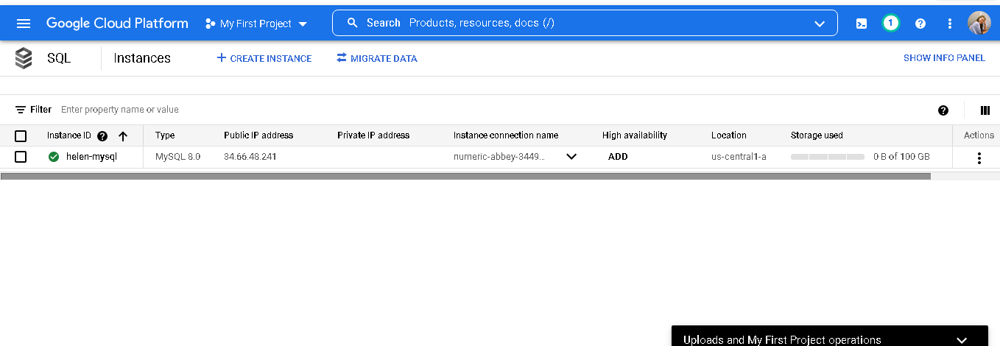 Google Cloud Platform My First Project Search Products, resources, docs (/) 1
SQL Instances CREATE INSTANCE MIGRATE DATA SHOW INFO PANEL
Filter Enter property name or value
Instance ID Type Public IP address Private IP address Instance connection name High availability Location Storage used Actions
helen-mysql MySQL 8.0 34.66.48.241 numeric-abbey-3449... ADD us-central1-a 0 B of 100 GB
Uploads and My First Project operations